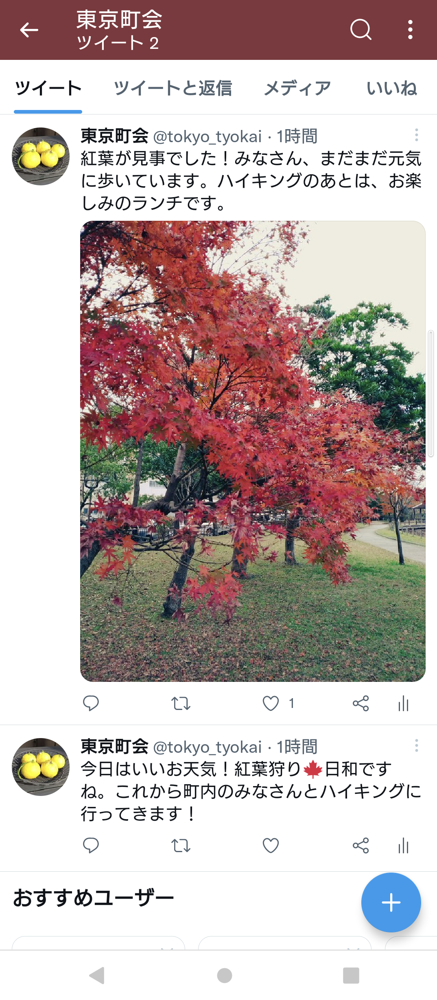 東京町会
ツイート 2
ツイート ツイートと返信 メディア いいね
東京町会 @tokyo_tyokai · 1時間
紅葉が見事でした！みなさん、まだまだ元気
に歩いています。ハイキングのあとは、お楽
しみのランチです。
1
東京町会 @tokyo_tyokai · 1時間
今日はいいお天気！紅葉狩り🍁日和です
ね。これから町内のみなさんとハイキングに
行ってきます！
おすすめユーザー